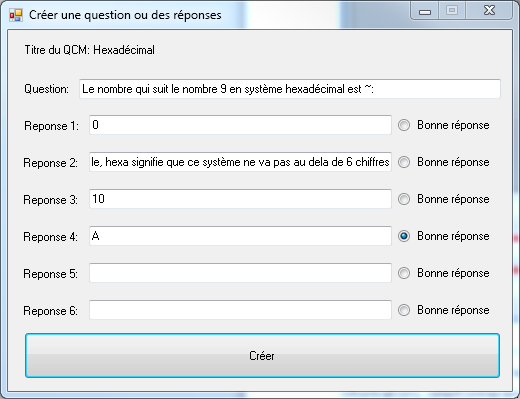 Créer une question ou des réponses
Titre du QCM: Hexadécimal
Question: Le nombre qui suit le nombre 9 en système hexadécimal est ~:
Reponse 1: 0 Bonne réponse
Reponse 2: le, hexa signifie que ce système ne va pas au dela de 6 chiffres Bonne réponse
Reponse 3: 10 Bonne réponse
Reponse 4: A Bonne réponse
Reponse 5: Bonne réponse
Reponse 6: Bonne réponse
Créer